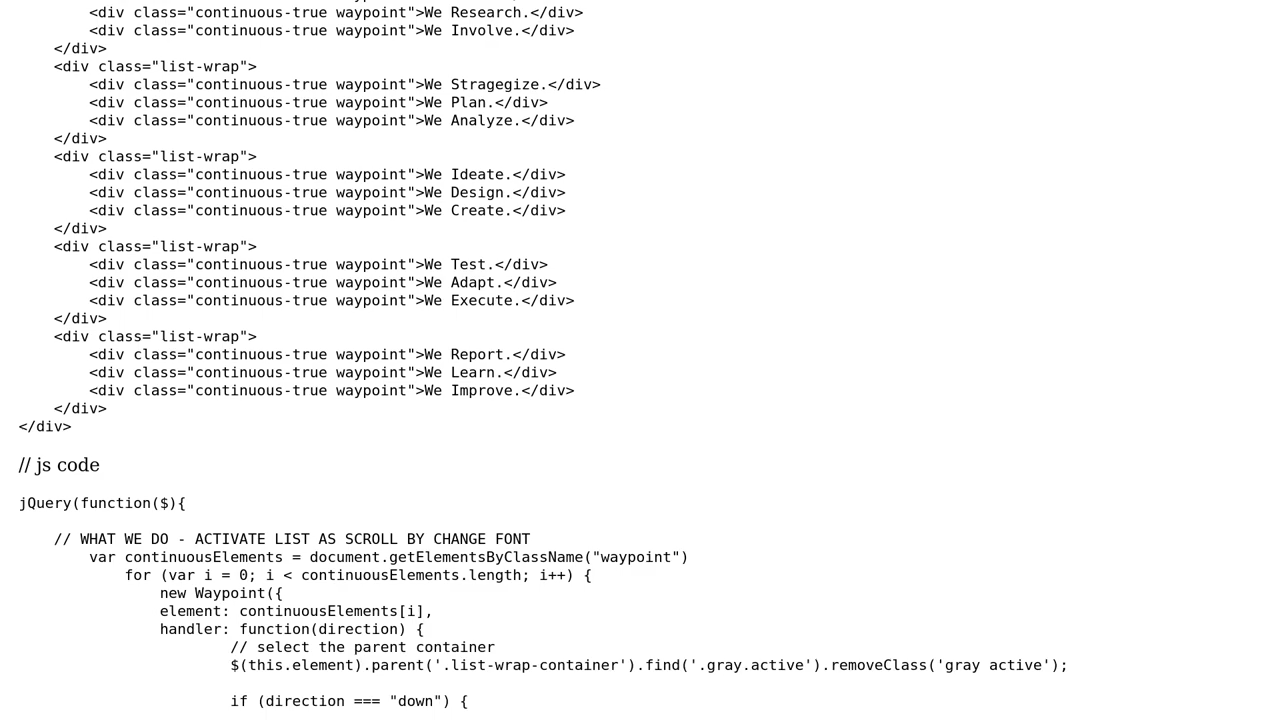 <div class="continuous-true waypoint">We Research.</div>
<div class="continuous-true waypoint">We Involve.</div>
</div>
<div class="list-wrap">
<div class="continuous-true waypoint">We Stragegize.</div>
<div class="continuous-true waypoint">We Plan.</div>
<div class="continuous-true waypoint">We Analyze.</div>
</div>
<div class="list-wrap">
<div class="continuous-true waypoint">We Ideate.</div>
<div class="continuous-true waypoint">We Design.</div>
<div class="continuous-true waypoint">We Create.</div>
</div>
<div class="list-wrap">
<div class="continuous-true waypoint">We Test.</div>
<div class="continuous-true waypoint">We Adapt.</div>
<div class="continuous-true waypoint">We Execute.</div>
</div>
<div class="list-wrap">
<div class="continuous-true waypoint">We Report.</div>
<div class="continuous-true waypoint">We Learn.</div>
<div class="continuous-true waypoint">We Improve.</div>
</div>
</div>
// js code
jQuery(function($){
// WHAT WE DO - ACTIVATE LIST AS SCROLL BY CHANGE FONT
var continuousElements = document.getElementsByClassName("waypoint")
for (var i = 0; i < continuousElements.length; i++) {
new Waypoint({
element: continuousElements[i],
handler: function(direction) {
// select the parent container
$(this.element).parent('.list-wrap-container').find('.gray.active').removeClass('gray active');
if (direction === "down") {